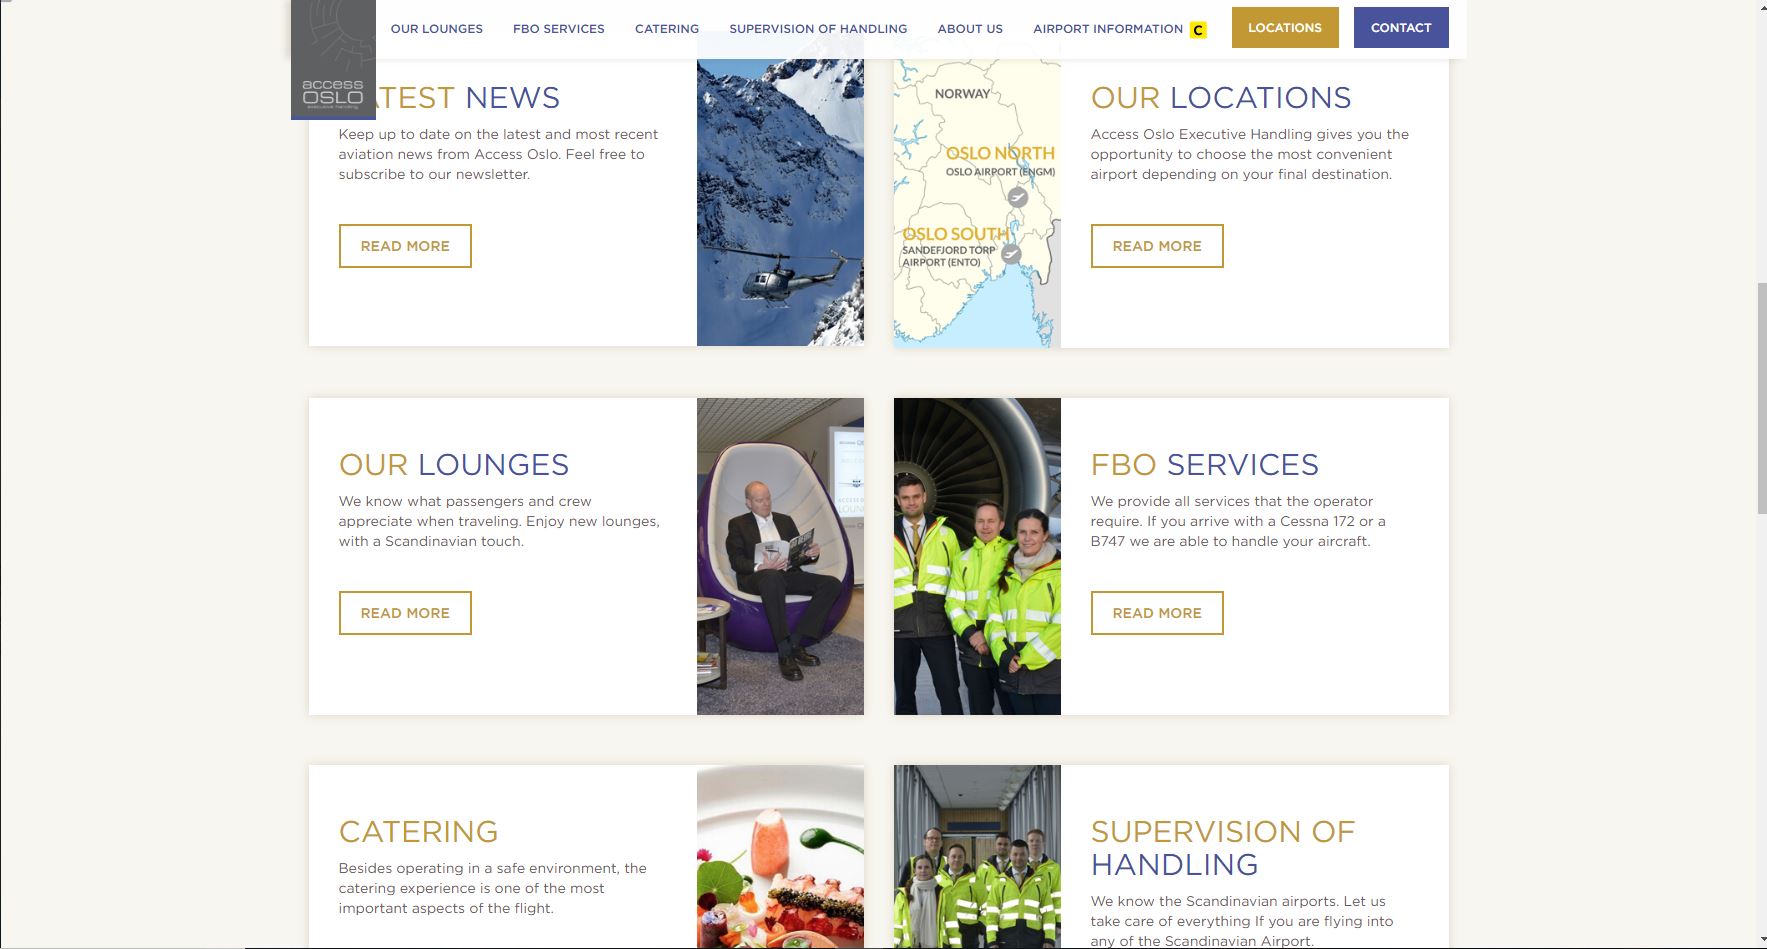 access
OSLO
executive handling
OUR LOUNGES
FBO SERVICES
CATERING
SUPERVISION OF HANDLING
ABOUT US
AIRPORT INFORMATION C
LOCATIONS
CONTACT
ATEST NEWS
Keep up to date on the latest and most recent
aviation news from Access Oslo. Feel free to
subscribe to our newsletter.
READ MORE
NORWAY
OSLO NORTH
OSLO AIRPORT (ENGM)
OSLO SOUTH
SANDEFJORD TORP
AIRPORT (ENTO)
OUR LOCATIONS
Access Oslo Executive Handling gives you the
opportunity to choose the most convenient
airport depending on your final destination.
READ MORE
OUR LOUNGES
We know what passengers and crew
appreciate when traveling. Enjoy new lounges,
with a Scandinavian touch.
READ MORE
FBO SERVICES
We provide all services that the operator
require. If you arrive with a Cessna 172 or a
B747 we are able to handle your aircraft.
READ MORE
CATERING
Besides operating in a safe environment, the
catering experience is one of the most
important aspects of the flight.
SUPERVISION OF
HANDLING
We know the Scandinavian airports. Let us
take care of everything If you are flying into
any of the Scandinavian Airport.